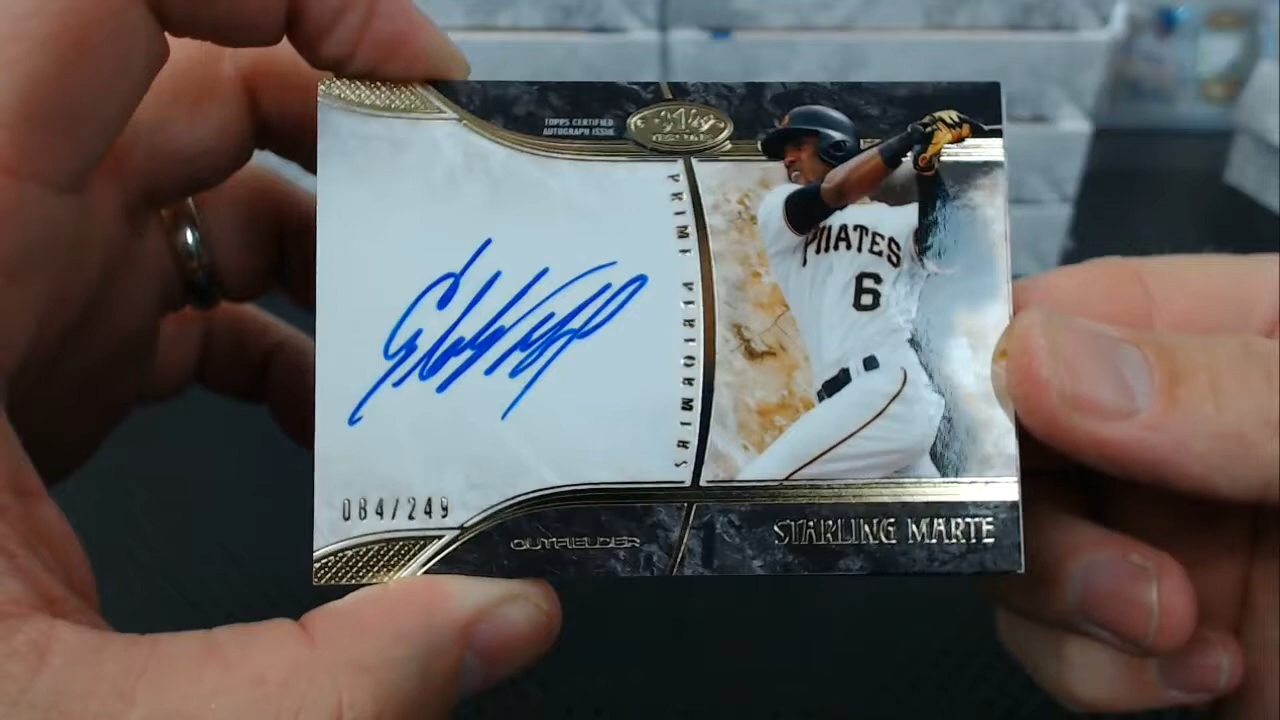 TOPPS CERTIFIED
AUTOGRAPH ISSUE
PRIME PERFORMERS
PIRATES
6
084/249
OUTFIELDER
STARLING MARTE